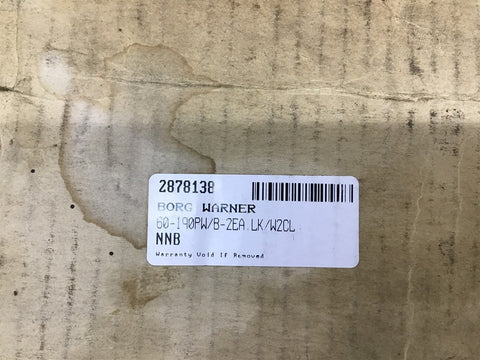 2878138
BORG WARNER
60-190PW/B-2EA.LK/W2CL
NNB
Warranty Void If Removed